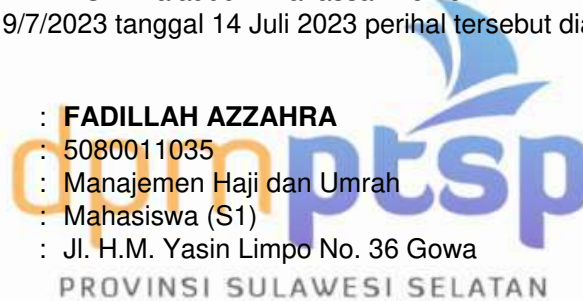 9/7/2023 tanggal 14 Juli 2023 perihal tersebut dia
: FADILLAH AZZAHRA
: 5080011035
: Manajemen Haji dan Umrah
: Mahasiswa (S1)
: Jl. H.M. Yasin Limpo No. 36 Gowa
dpmptsp
PROVINSI SULAWESI SELATAN